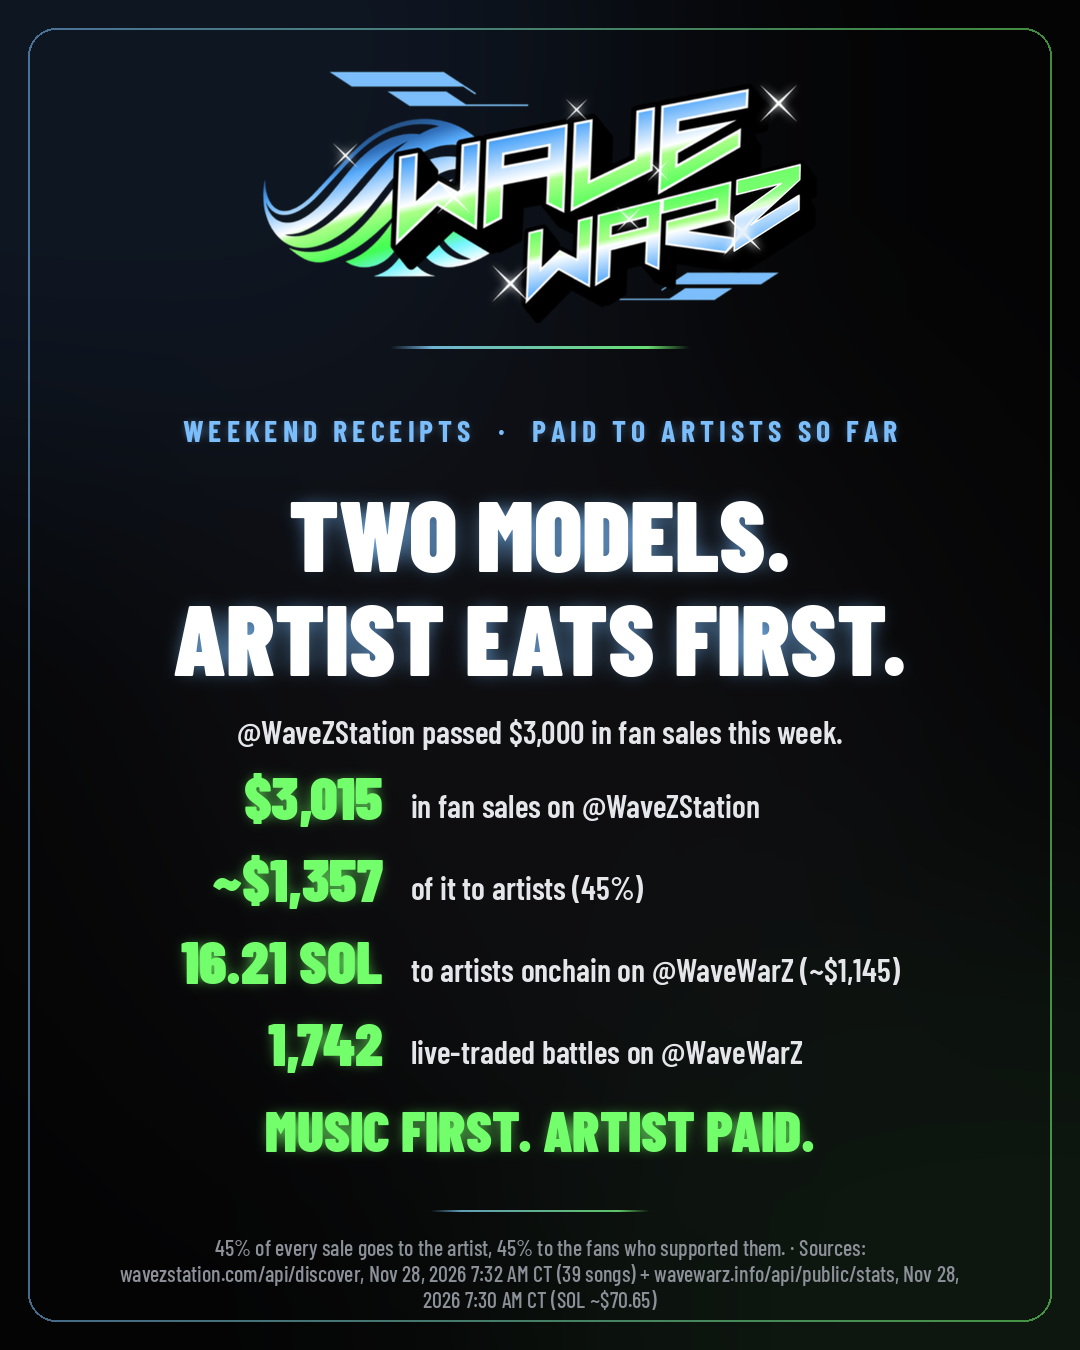 WAVE
WARZ
WEEKEND RECEIPTS · PAID TO ARTISTS SO FAR
TWO MODELS.
ARTIST EATS FIRST.
@WaveZStation passed $3,000 in fan sales this week.
$3,015 in fan sales on @WaveZStation
~$1,357 of it to artists (45%)
16.21 SOL to artists onchain on @WaveWarZ (~$1,145)
1,742 live-traded battles on @WaveWarZ
MUSIC FIRST. ARTIST PAID.
45% of every sale goes to the artist, 45% to the fans who supported them. · Sources:
wavezstation.com/api/discover, Nov 28, 2026 7:32 AM CT (39 songs) + wavewarz.info/api/public/stats, Nov 28,
2026 7:30 AM CT (SOL ~$70.65)